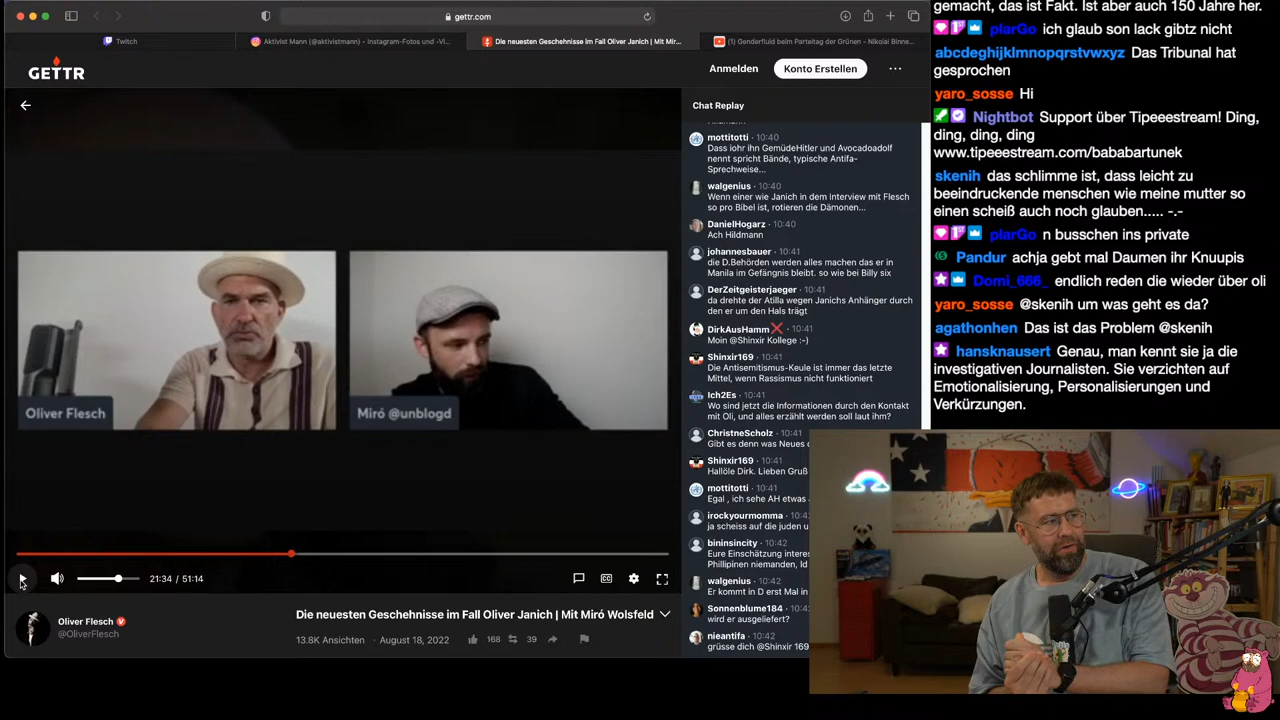 gettr.com
Twitch
Aktivist Mann (@aktivistmann) • Instagram-Fotos und -Vi...
Die neuesten Geschehnisse im Fall Oliver Janich | Mit Mir...
(1) Genderfluid beim Parteitag der Grünen - Nikolai Binne...
GETTR
Anmelden
Konto Erstellen
Oliver Flesch
Miró @unblogd
21:34 / 51:14
Oliver Flesch
@OliverFlesch
Die neuesten Geschehnisse im Fall Oliver Janich | Mit Miró Wolsfeld
13.8K Ansichten • August 18, 2022
168
39
Chat Replay
mottitotti • 10:40
Dass iohr ihn GemüdeHitler und Avocadoadolf
nennt spricht Bände, typische Antifa-
Sprechweise...
walgenius • 10:40
Wenn einer wie Janich in dem Interview mit Flesch
so pro Bibel ist, rotieren die Dämonen...
DanielHogarz • 10:40
Ach Hildmann
johannesbauer • 10:41
die D.Behörden werden alles machen das er in
Manila im Gefängnis bleibt. so wie bei Billy six
DerZeitgeisterjaeger • 10:41
da drehte der Atilla wegen Janichs Anhänger durch
den er um den Hals trägt
DirkAusHamm❌ • 10:41
Moin @Shinxir Kollege :-)
Shinxir169 • 10:41
Die Antisemitismus-Keule ist immer das letzte
Mittel, wenn Rassismus nicht funktioniert
Ich2Es • 10:41
Wo sind jetzt die Informationen durch den Kontakt
mit Oli, und alles erzählt werden soll laut ihm?
ChristneScholz • 10:41
Gibt es denn was Neues
Shinxir169 • 10:41
Hallöle Dirk. Lieben Gruß
mottitotti • 10:41
Egal , ich sehe AH etwas
irockyourmomma • 10:4
ja scheiss auf die juden u
bininsincity • 10:42
Eure Einschätzung interes
Phillipinen niemanden, ld
walgenius • 10:42
Er kommt in D erst Mal in
Sonnenblume184 • 10:4
wird er ausgeliefert?
nieantifa • 10:42
grüsse dich @Shinxir 169
gemacht, das ist Fakt. Ist aber auch 150 Jahre her.
plarGo ich glaub son lack gibtz nicht
abcdeghijklmnopqrstvwxyz Das Tribunal hat
gesprochen
yaro_sosse Hi
Nightbot Support über Tipeeestream! Ding,
ding, ding, ding
www.tipeeestream.com/bababartunek
skenih das schlimme ist, dass leicht zu
beeindruckende menschen wie meine mutter so
einen scheiß auch noch glauben..... -.-
plarGo n busschen ins private
Pandur achja gebt mal Daumen ihr Knuupis
Domi_666_ endlich reden die wieder über oli
yaro_sosse @skenih um was geht es da?
agathonhen Das ist das Problem @skenih
hansknausert Genau, man kennt sie ja die
investigativen Journalisten. Sie verzichten auf
Emotionalisierung, Personalisierungen und
Verkürzungen.